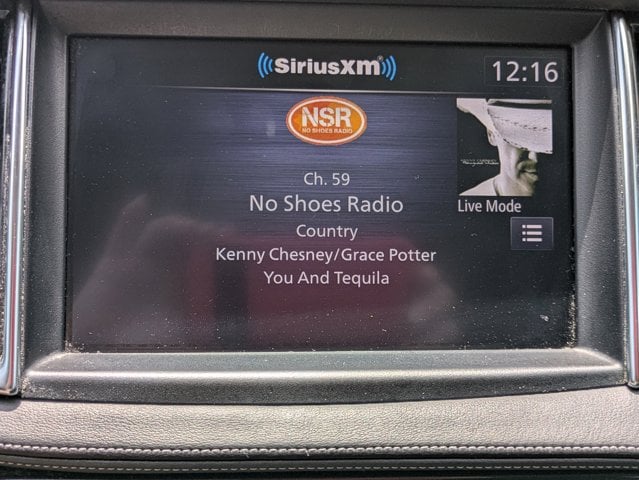 SiriusXM
12:16
NSR
NO SHOES RADIO
Ch. 59
No Shoes Radio
Live Mode
Country
Kenny Chesney/Grace Potter
You And Tequila